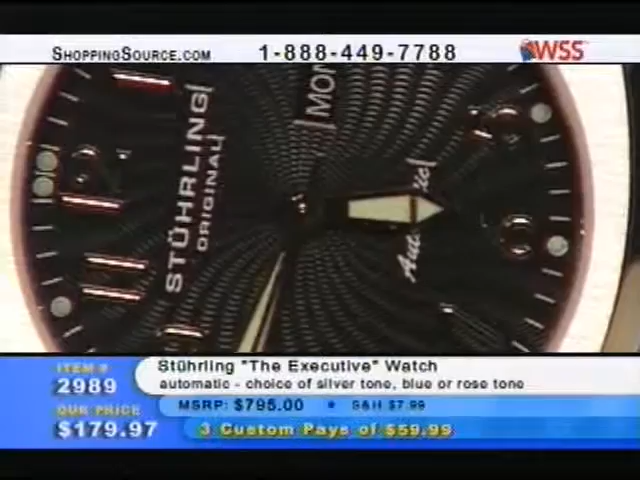 SHOPPINGSOURCE.COM
1-888-449-7788
WSS
MON
STÜHRLING
ORIGINAL
ITEM #
2989
OUR PRICE
$179.97
Stührling "The Executive" Watch
automatic - choice of silver tone, blue or rose tone
MSRP: $795.00 • S&H $7.99
3 Custom Pays of $59.99